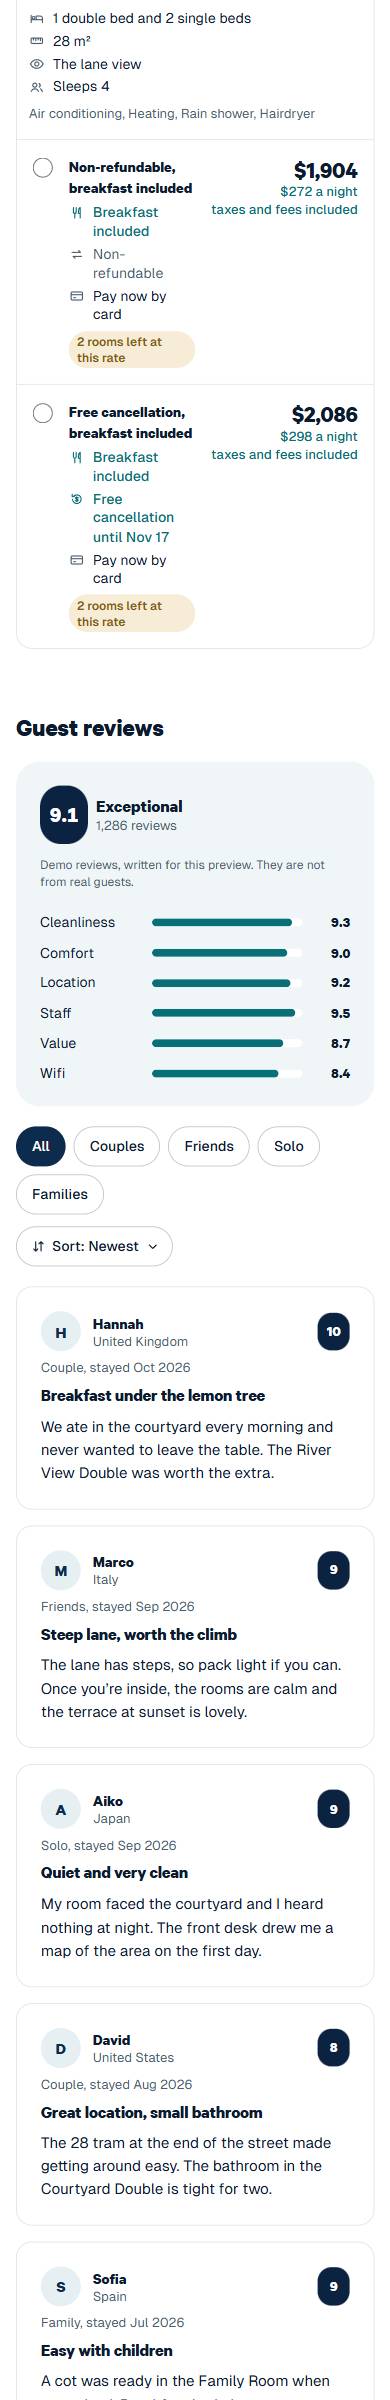 1 double bed and 2 single beds
28 m²
The lane view
Sleeps 4
Air conditioning, Heating, Rain shower, Hairdryer
Non-refundable,
breakfast included
$1,904
$272 a night
taxes and fees included
Breakfast
included
Non-
refundable
Pay now by
card
2 rooms left at
this rate
Free cancellation,
breakfast included
$2,086
$298 a night
taxes and fees included
Breakfast
included
Free
cancellation
until Nov 17
Pay now by
card
2 rooms left at
this rate
Guest reviews
9.1
Exceptional
1,286 reviews
Demo reviews, written for this preview. They are not
from real guests.
Cleanliness 9.3
Comfort 9.0
Location 9.2
Staff 9.5
Value 8.7
Wifi 8.4
All Couples Friends Solo
Families
Sort: Newest
H
Hannah
United Kingdom
10
Couple, stayed Oct 2026
Breakfast under the lemon tree
We ate in the courtyard every morning and
never wanted to leave the table. The River
View Double was worth the extra.
M
Marco
Italy
9
Friends, stayed Sep 2026
Steep lane, worth the climb
The lane has steps, so pack light if you can.
Once you're inside, the rooms are calm and
the terrace at sunset is lovely.
A
Aiko
Japan
9
Solo, stayed Sep 2026
Quiet and very clean
My room faced the courtyard and I heard
nothing at night. The front desk drew me a
map of the area on the first day.
D
David
United States
8
Couple, stayed Aug 2026
Great location, small bathroom
The 28 tram at the end of the street made
getting around easy. The bathroom in the
Courtyard Double is tight for two.
S
Sofia
Spain
9
Family, stayed Jul 2026
Easy with children
A cot was ready in the Family Room when